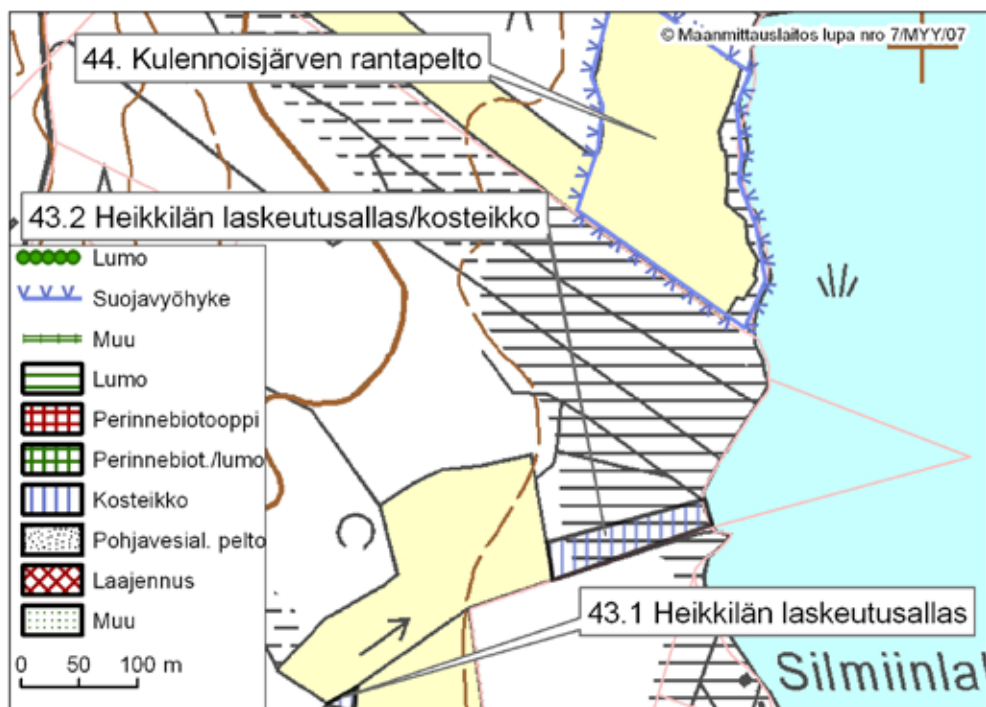 © Maanmittauslaitos lupa nro 7/MYY/07
44. Kulennoisjärven rantapelto
43.2 Heikkilän laskeutusallas/kosteikko
Lumo
Suojavyöhyke
Muu
Lumo
Perinnebiotooppi
Perinnebiot./lumo
Kosteikko
Pohjavesial. pelto
Laajennus
Muu
0 50 100 m
43.1 Heikkilän laskeutusallas
Silmiinlal